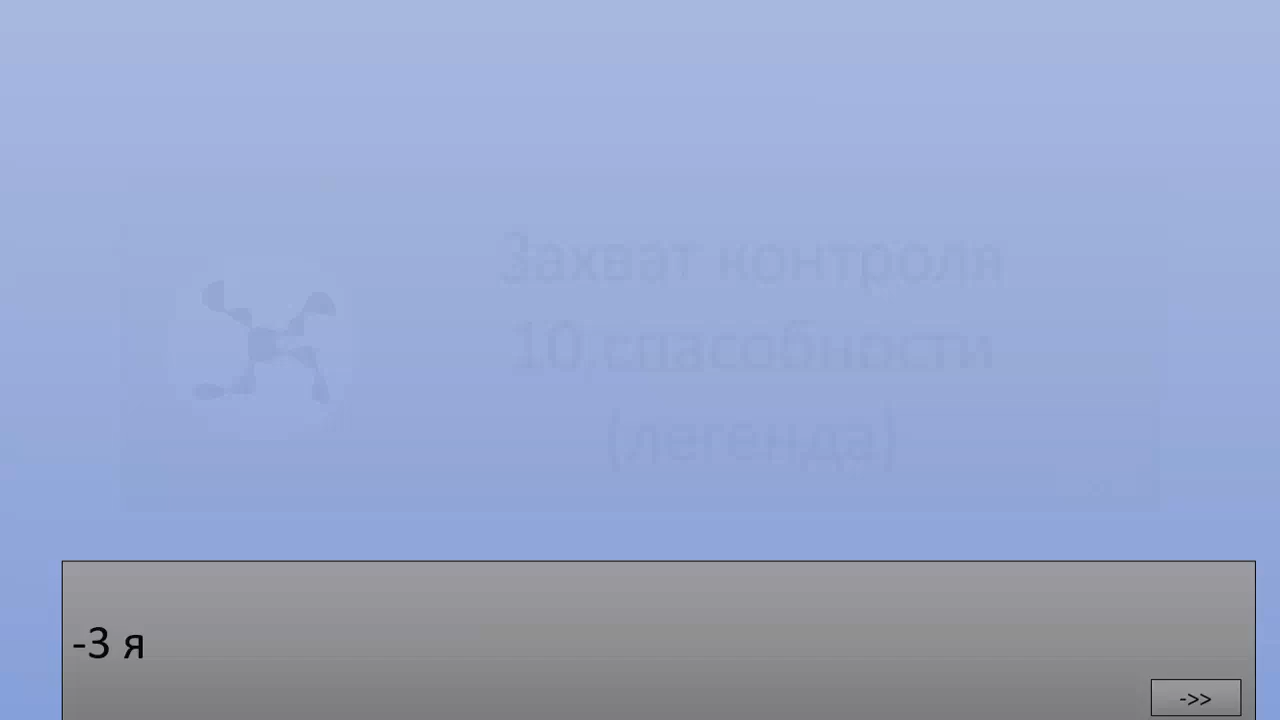 Захват контроля
10 способности
(легенда)
-3 я
->>